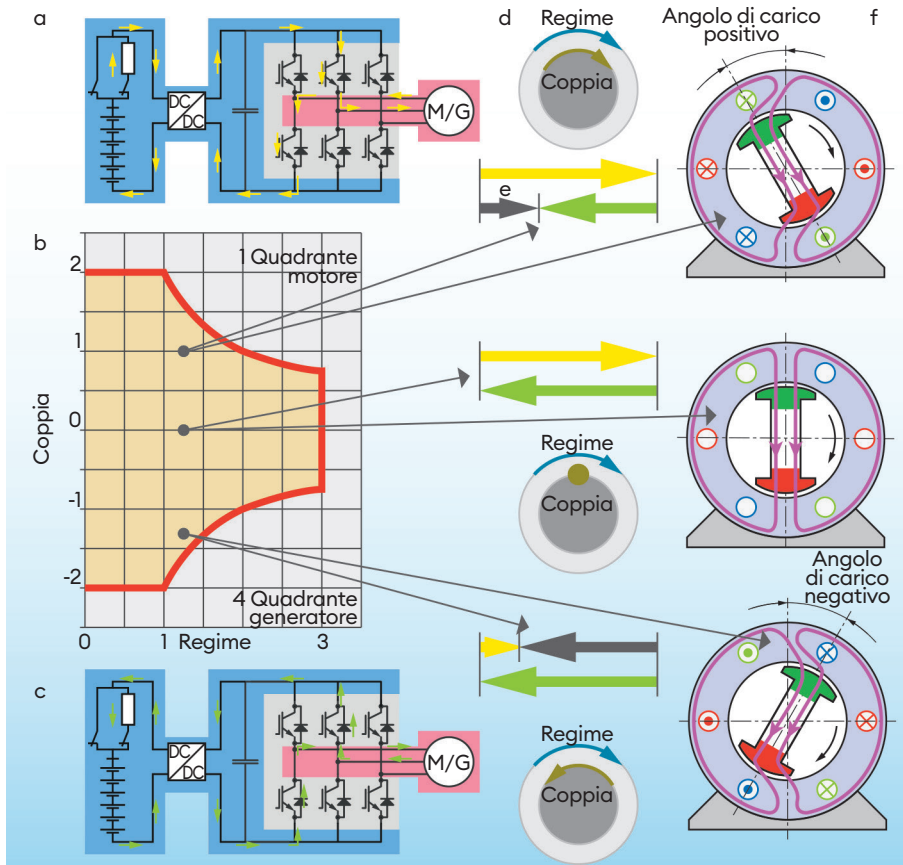 a
DC
DC
M/G
d
Regime
Coppia
Angolo di carico
positivo
f
e
b
1 Quadrante
motore
2
1
0
-1
-2
Coppia
4 Quadrante
generatore
0
1
Regime
3
Regime
Coppia
Angolo
di carico
negativo
c
DC
DC
M/G
Regime
Coppia